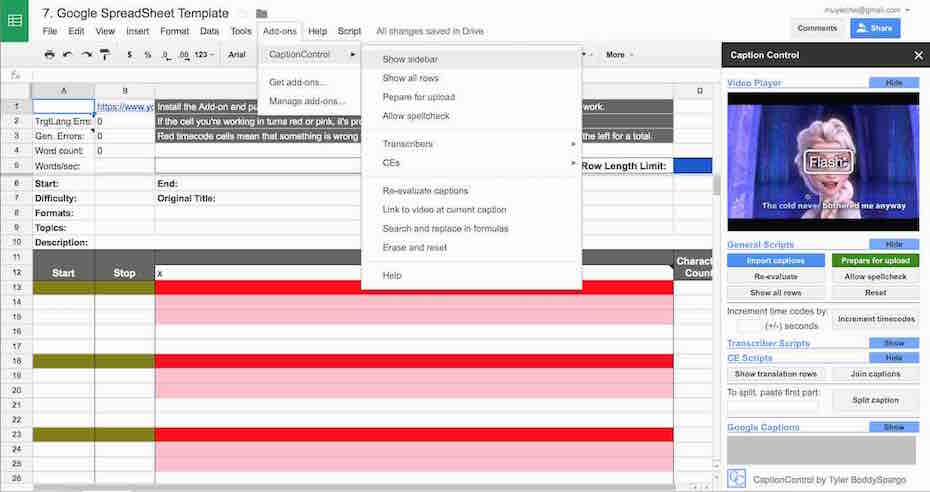 7. Google SpreadSheet Template
muyeche@gmail.com
File Edit View Insert Format Data Tools Add-ons Help Script All changes saved in Drive
Comments Share
$ % .0 .00 123 Arial More
CaptionControl
Get add-ons...
Manage add-ons...
Show sidebar
Show all rows
Pepare for upload
Allow spellcheck
Transcribers
CEs
Re-evaluate captions
Link to video at current caption
Search and replace in formulas
Erase and reset
Help
fx
A B
1 https://www.yo Install the Add-on and pu work.
2 TrgtLang Errs: 0 If the cell you're working in turns red or pink, it's pro
3 Gen. Errors: 0 Red timecode cells mean that something is wrong the left for a total.
4 Word count: 0
5 Words/sec: Row Length Limit:
6 Start: End:
7 Difficulty: Original Title:
8 Formats:
9 Topics:
10 Description:
11
12 Start Stop x Charact Count
13
14
15
16
17
18
19
20
21
22
23
24
25
26
Caption Control
Video Player Hide
Flash
The cold never bothered me anyway
General Scripts Hide
Import captions Prepare for upload
Re-evaluate Allow spellcheck
Show all rows Reset
Increment time codes by:
(+/-) seconds
Increment timecodes
Transcriber Scripts Show
CE Scripts Hide
Show translation rows Join captions
To split, paste first part:
Split caption
Google Captions Show
CaptionControl by Tyler BoddySpargo